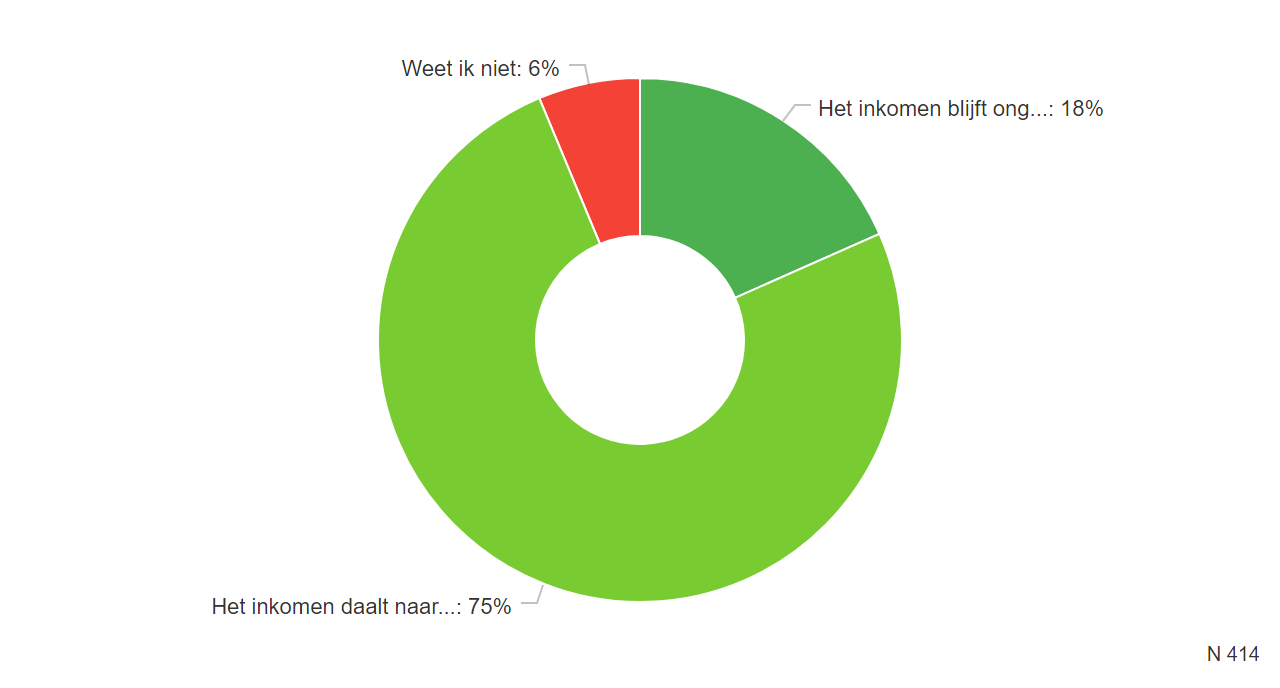 Weet ik niet: 6%
Het inkomen blijft ong...: 18%
Het inkomen daalt naar...: 75%
N 414